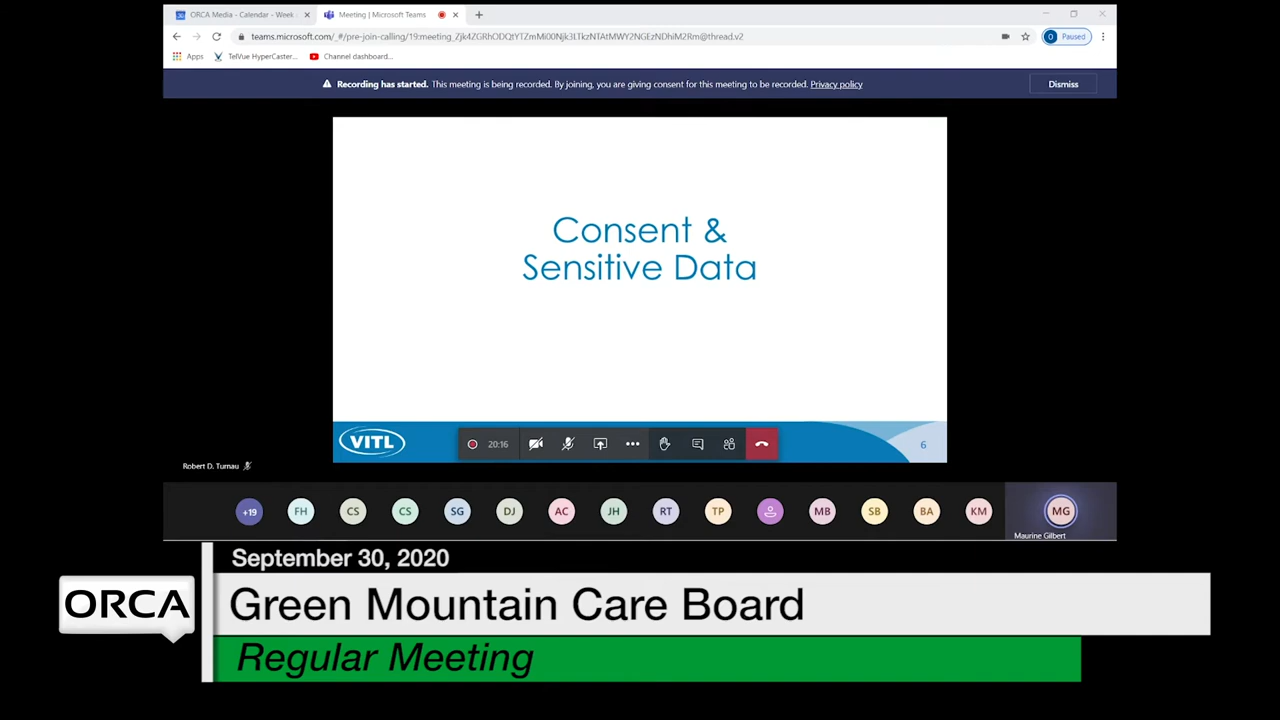 ORCA Media - Calendar - Week
Meeting | Microsoft Teams
teams.microsoft.com/_#/pre-join-calling/19:meeting_Zjk4ZGRhODQtYTZmMi00Njk3LTkzNTAtMWY2NGEzNDhiM2Rm@thread.v2
Paused
Apps
TelVue HyperCaster...
Channel dashboard...
Recording has started. This meeting is being recorded. By joining, you are giving consent for this meeting to be recorded. Privacy policy
Dismiss
Consent &
Sensitive Data
VITL
20:16
6
Robert D. Turnau
+19 FH CS CS SG DJ AC JH RT TP MB SB BA KM MG
Maurine Gilbert
September 30, 2020
ORCA
Green Mountain Care Board
Regular Meeting